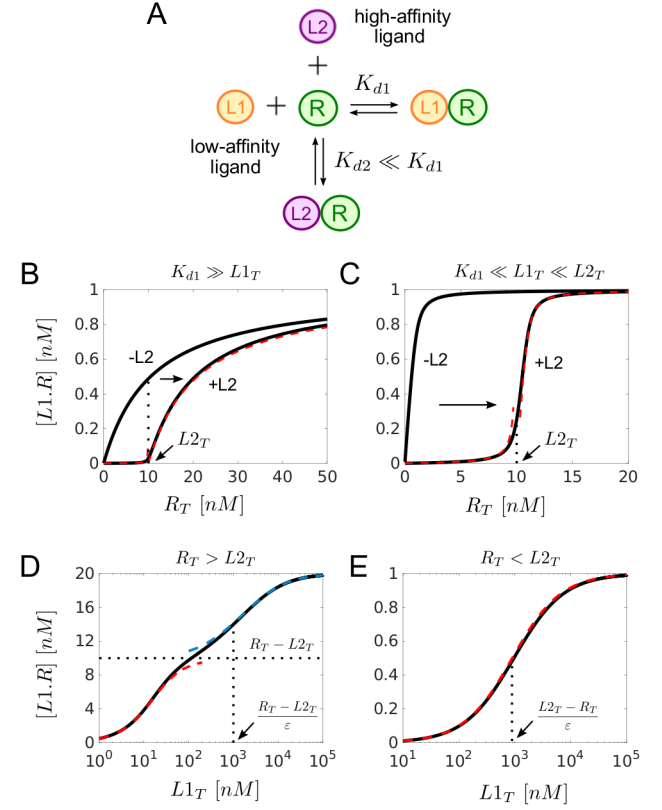 A
L2
high-affinity
ligand
+
L1 + R
K_{d1}
L1 R
low-affinity
ligand
K_{d2} ≪ K_{d1}
L2 R
B
K_{d1} ≫ L1_T
[L1.R] [nM]
1
0.8
0.6
0.4
0.2
0
-L2
+L2
L2_T
0 10 20 30 40 50
R_T [nM]
C
K_{d1} ≪ L1_T ≪ L2_T
1
0.8
0.6
0.4
0.2
0
-L2
+L2
L2_T
0 5 10 15 20
R_T [nM]
D
R_T > L2_T
[L1.R] [nM]
20
16
12
8
4
0
R_T − L2_T
\frac{R_T − L2_T}{ε}
10^0 10^1 10^2 10^3 10^4 10^5
L1_T [nM]
E
R_T < L2_T
1
0.8
0.6
0.4
0.2
0
\frac{L2_T − R_T}{ε}
10^1 10^2 10^3 10^4 10^5
L1_T [nM]